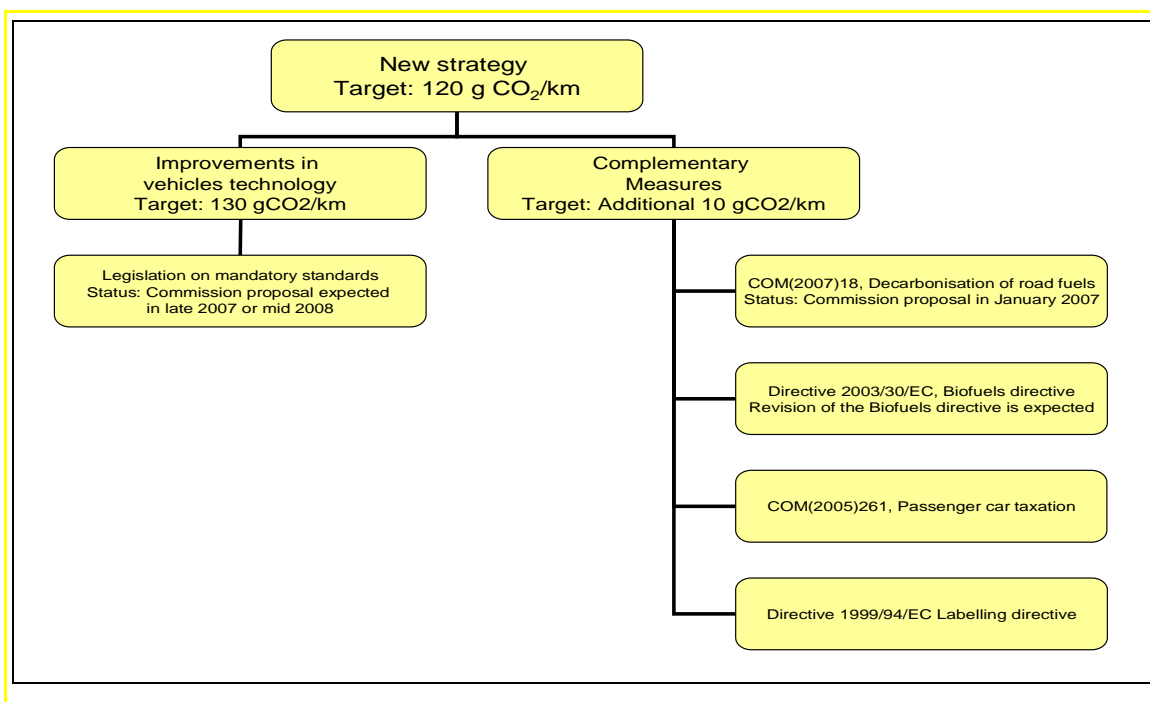 New strategy
Target: 120 g CO₂/km
Improvements in
vehicles technology
Target: 130 gCO2/km
Complementary
Measures
Target: Additional 10 gCO2/km
Legislation on mandatory standards
Status: Commission proposal expected
in late 2007 or mid 2008
COM(2007)18, Decarbonisation of road fuels
Status: Commission proposal in January 2007
Directive 2003/30/EC, Biofuels directive
Revision of the Biofuels directive is expected
COM(2005)261, Passenger car taxation
Directive 1999/94/EC Labelling directive